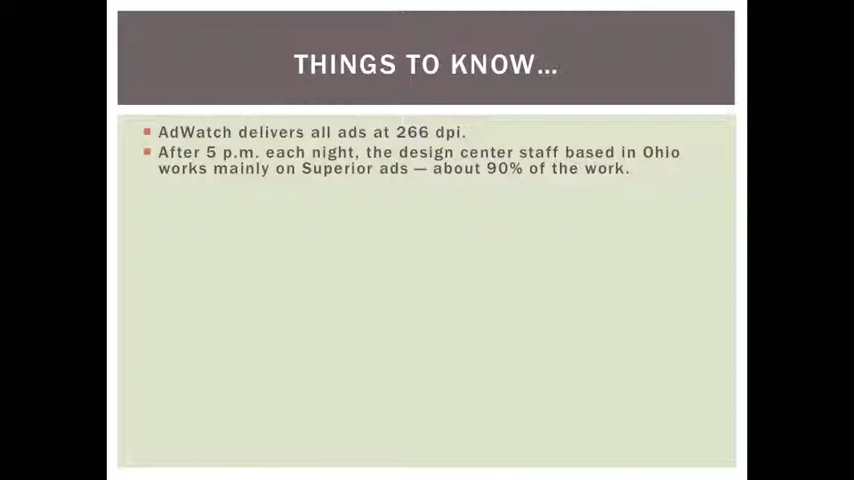 THINGS TO KNOW…
AdWatch delivers all ads at 266 dpi.
After 5 p.m. each night, the design center staff based in Ohio
works mainly on Superior ads — about 90% of the work.